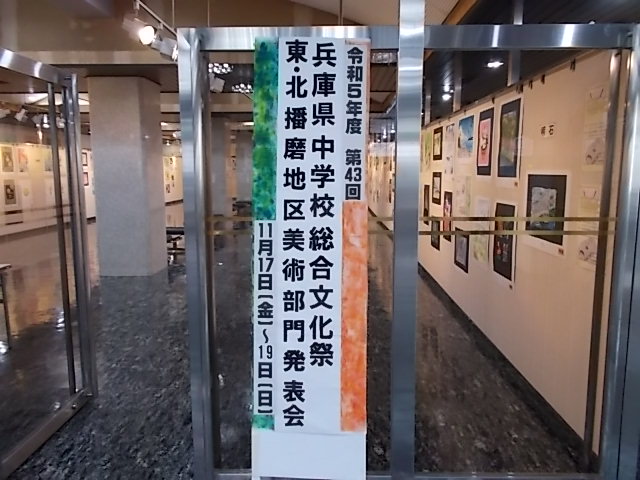 令和5年度 第43回
兵庫県中学校総合文化祭
東・北播磨地区美術部門発表会
11月17日(金)~19日(日)
明石